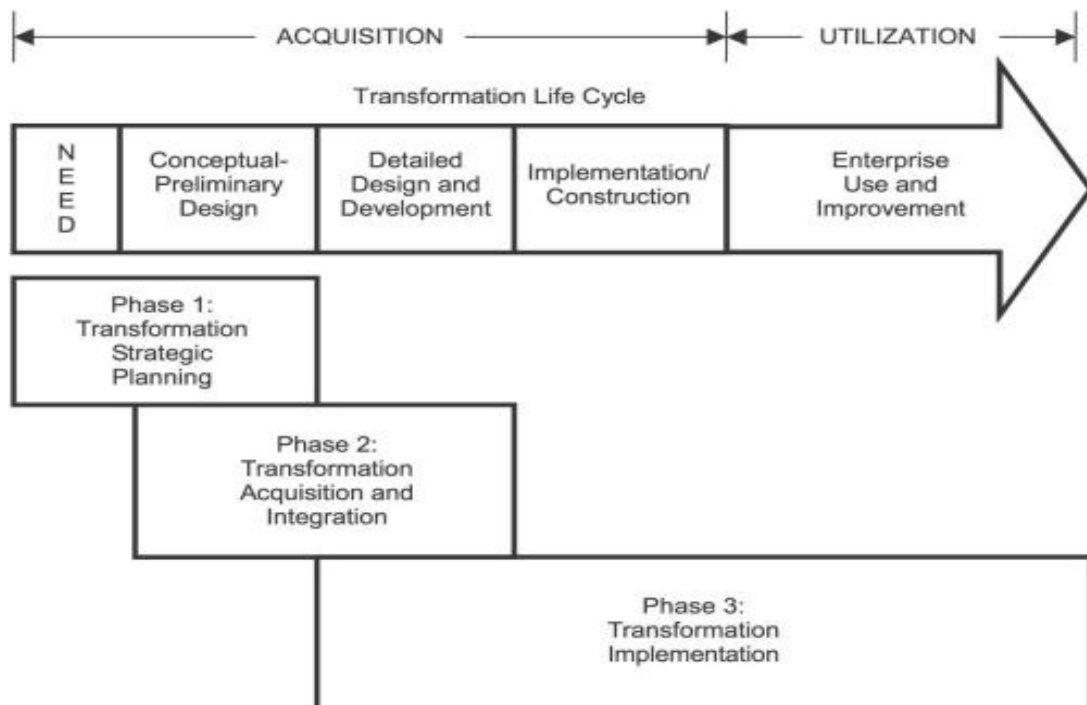 ACQUISITION
UTILIZATION
Transformation Life Cycle
N
E
E
D
Conceptual-
Preliminary
Design
Detailed
Design and
Development
Implementation/
Construction
Enterprise
Use and
Improvement
Phase 1:
Transformation
Strategic
Planning
Phase 2:
Transformation
Acquisition and
Integration
Phase 3:
Transformation
Implementation